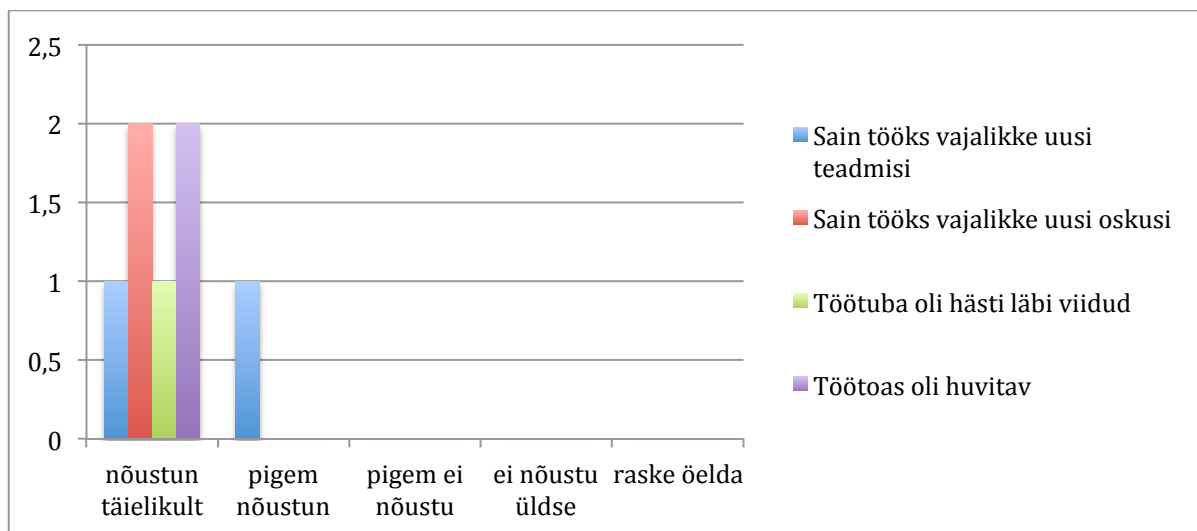 2,5
2
1,5
1
0,5
0
nõustun
täielikult
pigem
nõustun
pigem ei
nõustu
ei nõustu
üldse
raske öelda
Sain tööks vajalikke uusi
teadmisi
Sain tööks vajalikke uusi oskusi
Töötuba oli hästi läbi viidud
Töötoas oli huvitav